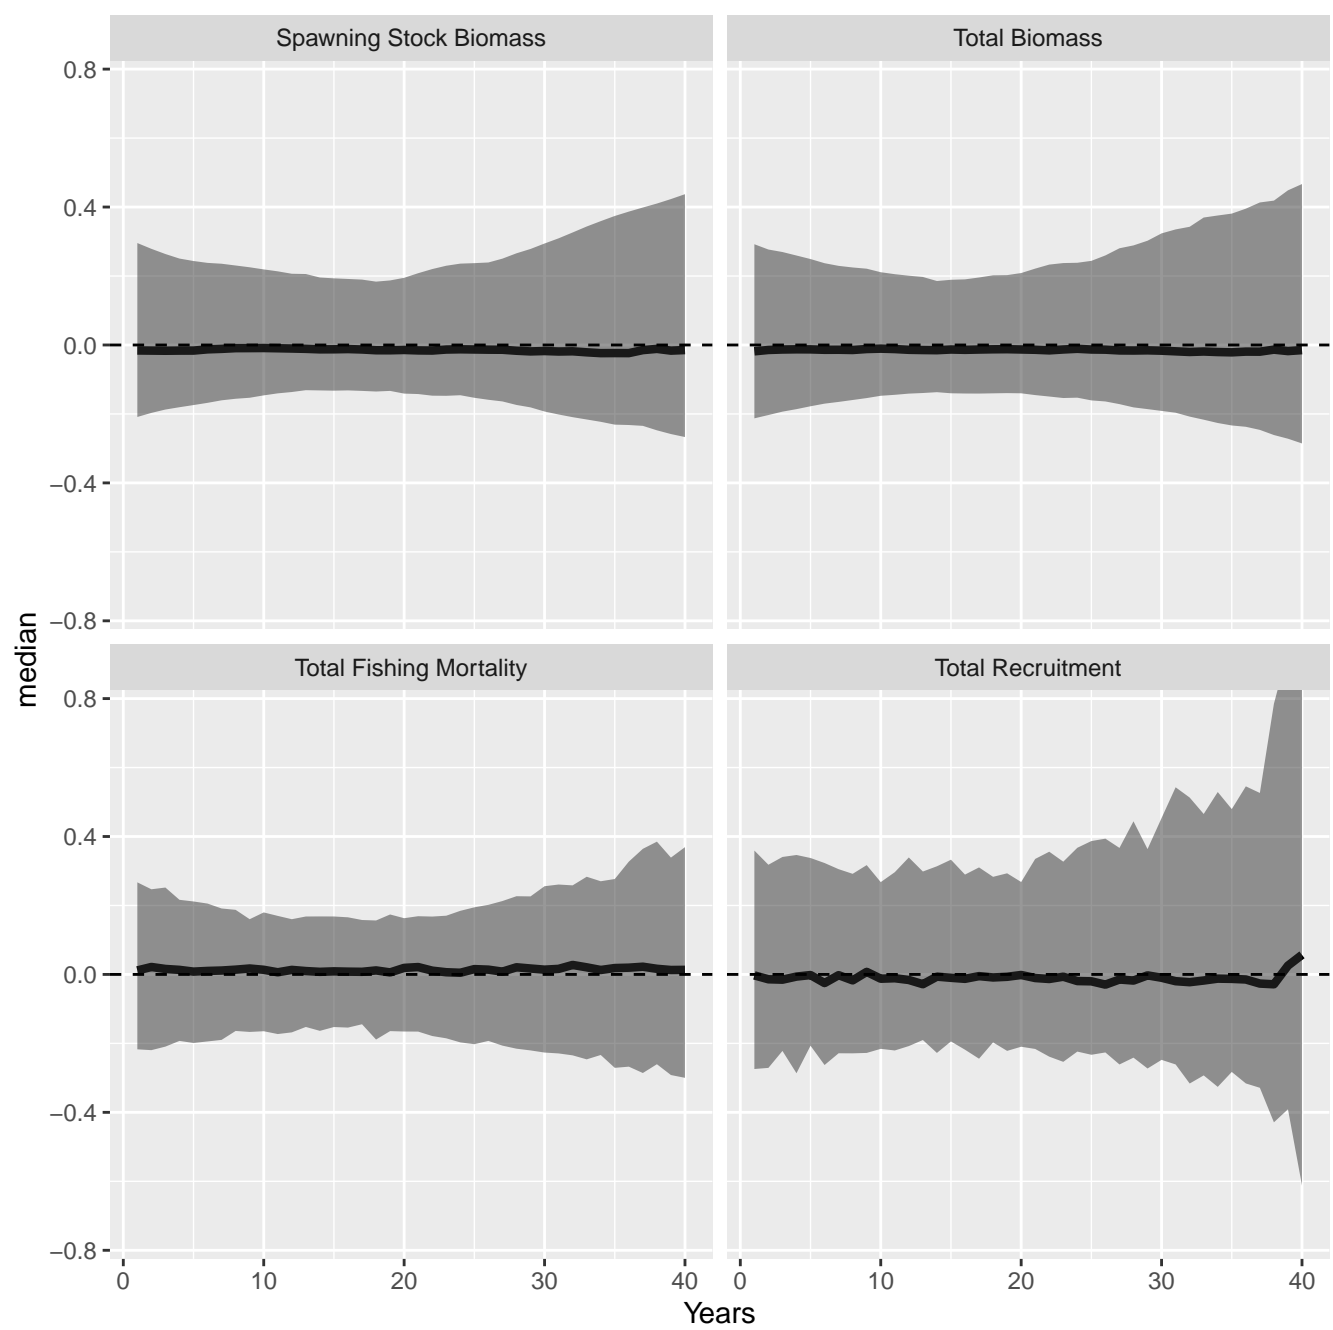 Spawning Stock Biomass
Total Biomass
0.8
0.4
0.0
−0.4
−0.8
median
Total Fishing Mortality
Total Recruitment
0.8
0.4
0.0
−0.4
−0.8
0 10 20 30 40
0 10 20 30 40
Years